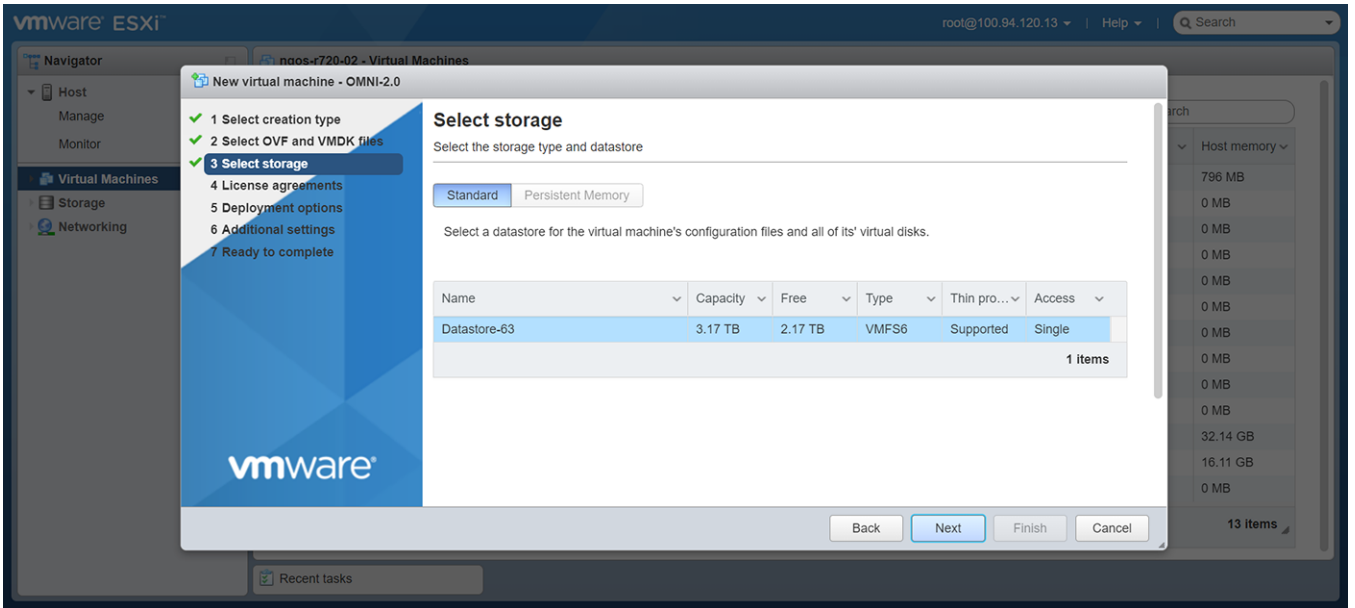 vmware ESXi™
root@100.94.120.13 | Help | Search
Navigator
Host
Manage
Monitor
Virtual Machines
Storage
Networking
ngos-r720-02 - Virtual Machines
New virtual machine - OMNI-2.0
1 Select creation type
2 Select OVF and VMDK files
3 Select storage
4 License agreements
5 Deployment options
6 Additional settings
7 Ready to complete
vmware®
Select storage
Select the storage type and datastore
Standard Persistent Memory
Select a datastore for the virtual machine's configuration files and all of its' virtual disks.
Name Capacity Free Type Thin pro... Access
Datastore-63 3.17 TB 2.17 TB VMFS6 Supported Single
1 items
Back Next Finish Cancel
arch
Host memory
796 MB
0 MB
0 MB
0 MB
0 MB
0 MB
0 MB
0 MB
0 MB
0 MB
32.14 GB
16.11 GB
0 MB
13 items
Recent tasks